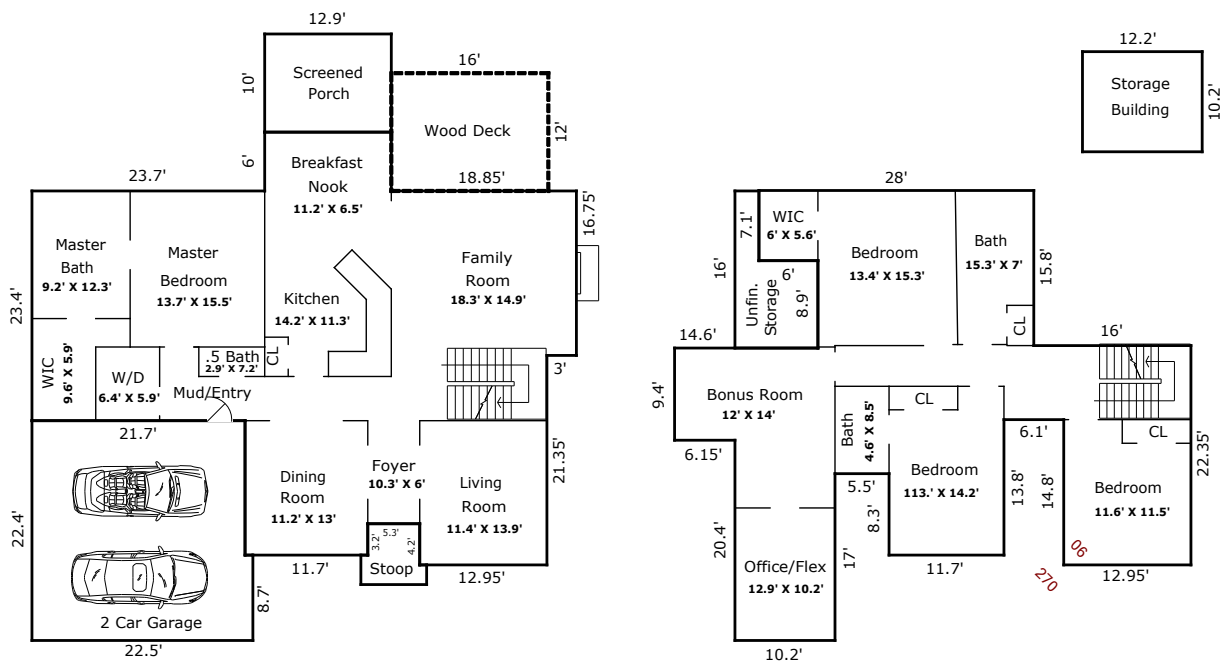 12.9'
10'
Screened
Porch
16'
Wood Deck
12'
6'
Breakfast
Nook
11.2' X 6.5'
18.85'
23.7'
16.75'
Master
Bath
9.2' X 12.3'
Master
Bedroom
13.7' X 15.5'
Family
Room
18.3' X 14.9'
23.4'
Kitchen
14.2' X 11.3'
WIC
9.6' X 5.9'
W/D
6.4' X 5.9'
.5 Bath
2.9' X 7.2'
CL
Mud/Entry
3'
21.7'
21.35'
Dining
Room
11.2' X 13'
Foyer
10.3' X 6'
Living
Room
11.4' X 13.9'
22.4'
3.2'
5.3'
4.2'
Stoop
11.7'
12.95'
8.7'
2 Car Garage
22.5'
12.2'
Storage
Building
10.2'
28'
7.1'
WIC
6' X 5.6'
Bedroom
13.4' X 15.3'
Bath
15.3' X 7'
15.8'
16'
6'
Unfin.
Storage
8.9'
CL
14.6'
16'
9.4'
Bonus Room
12' X 14'
Bath
4.6' X 8.5'
CL
6.1'
CL
22.35'
6.15'
5.5'
8.3'
Bedroom
113.' X 14.2'
13.8'
14.8'
Bedroom
11.6' X 11.5'
20.4'
17'
Office/Flex
12.9' X 10.2'
11.7'
90
270
12.95'
10.2'